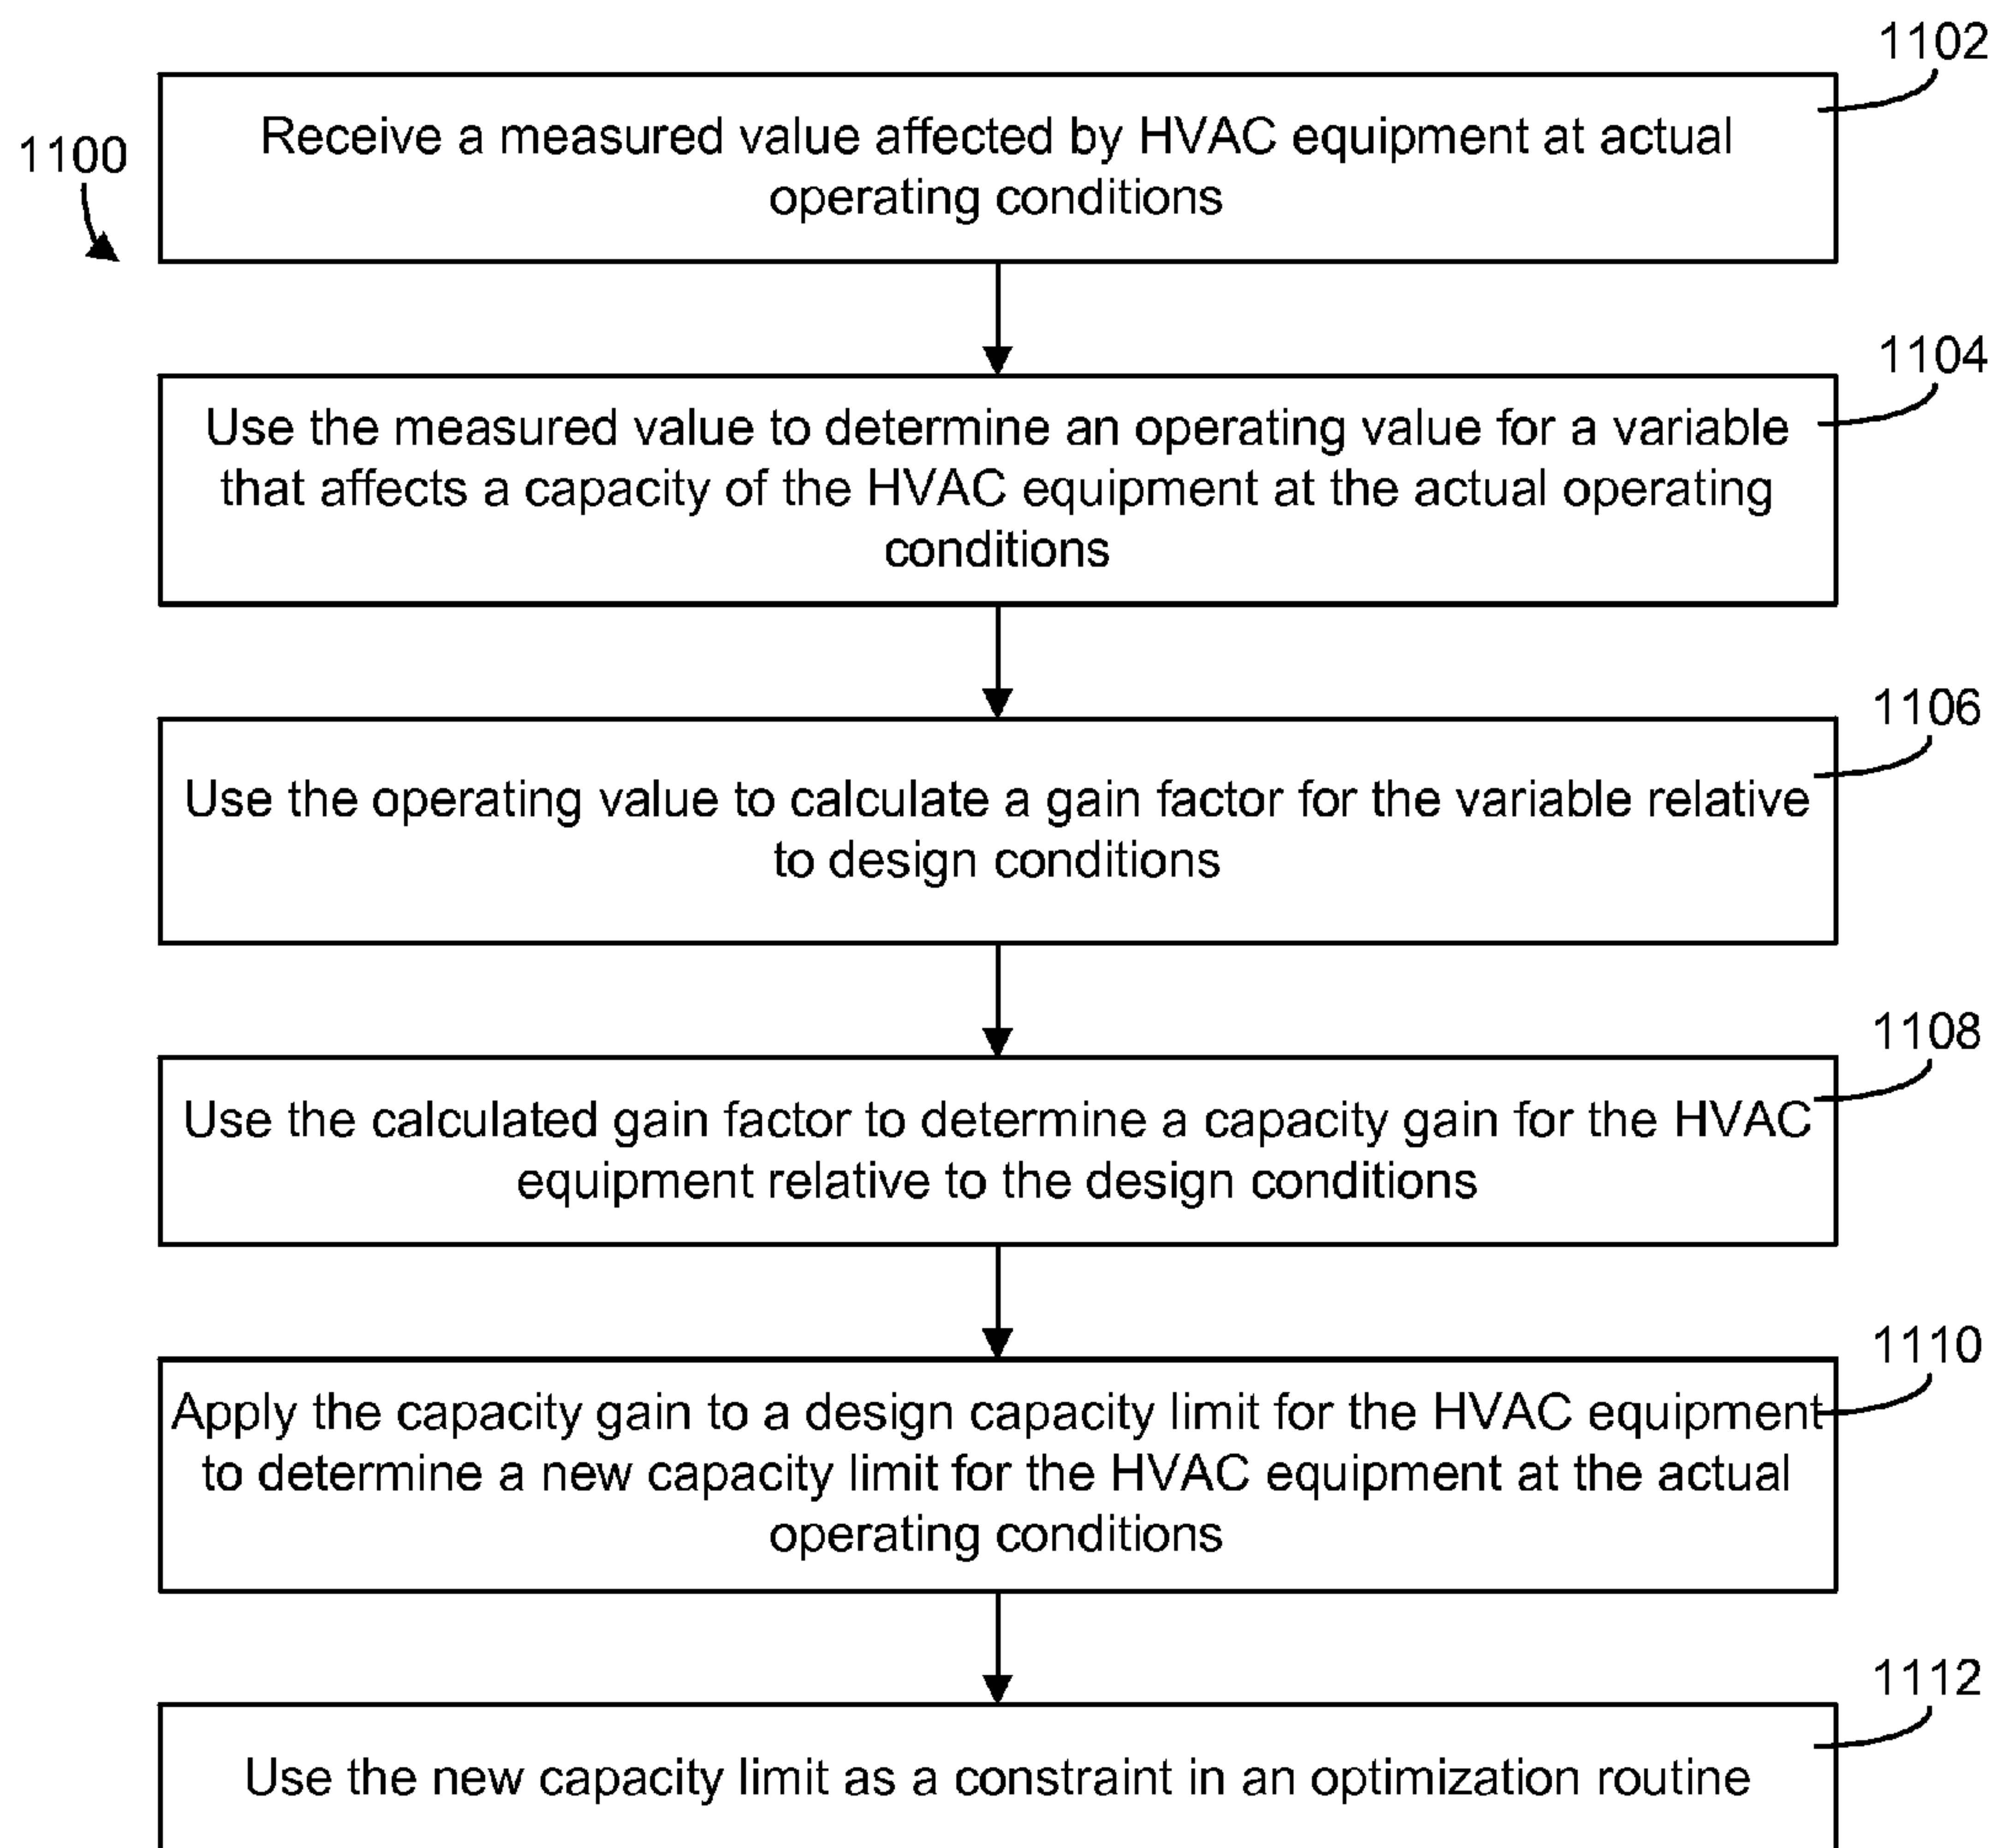 1102
Receive a measured value affected by HVAC equipment at actual
operating conditions
1100
1104
Use the measured value to determine an operating value for a variable
that affects a capacity of the HVAC equipment at the actual operating
conditions
1106
Use the operating value to calculate a gain factor for the variable relative
to design conditions
1108
Use the calculated gain factor to determine a capacity gain for the HVAC
equipment relative to the design conditions
1110
Apply the capacity gain to a design capacity limit for the HVAC equipment
to determine a new capacity limit for the HVAC equipment at the actual
operating conditions
1112
Use the new capacity limit as a constraint in an optimization routine